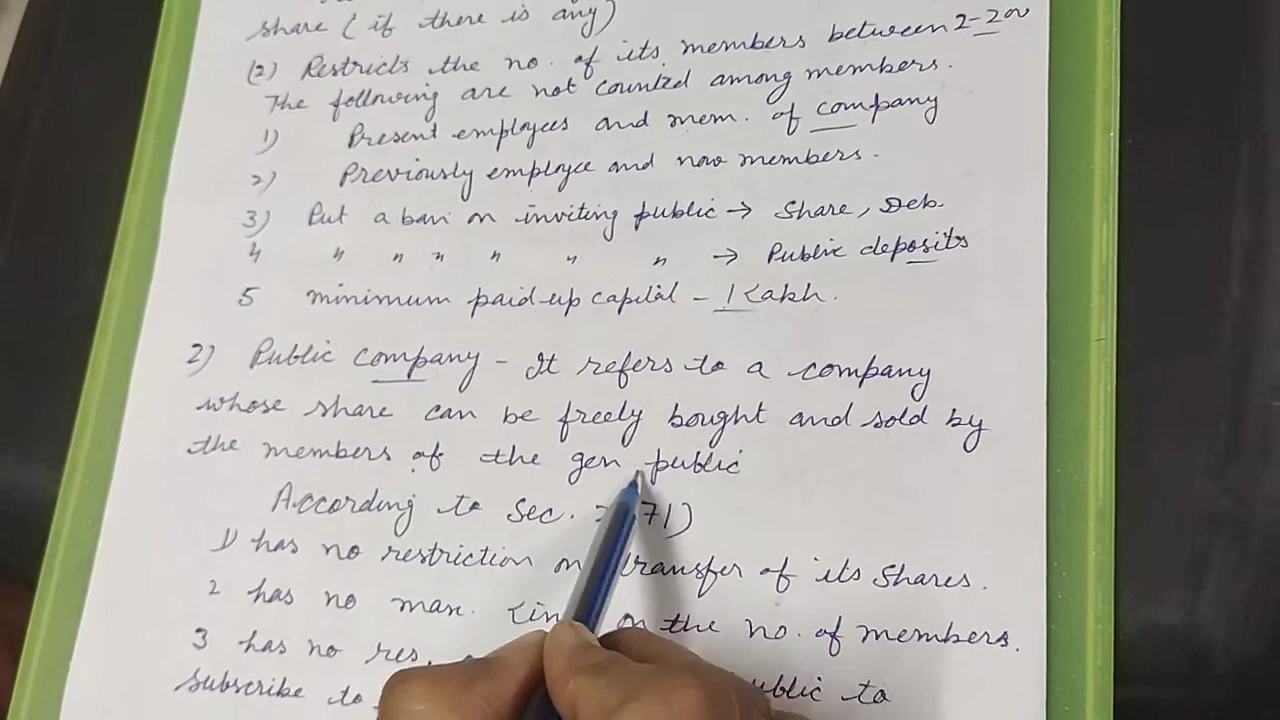 share (if there is any)
(2) Restricts the no. of its members between 2-200
The following are not counted among members.
1) Present employees and mem. of company
2) Previously employee and now members.
3) Put a ban on inviting public → Share, Deb.
4 " " " " " " → Public deposits
5 minimum paid-up capital - 1 Lakh.
2) Public company - It refers to a company
whose share can be freely bought and sold by
the members of the gen public
According to Sec. 71)
1) has no restriction on transfer of its Shares.
2 has no max. on the no. of members.
3 has no res.
subscribe to public to